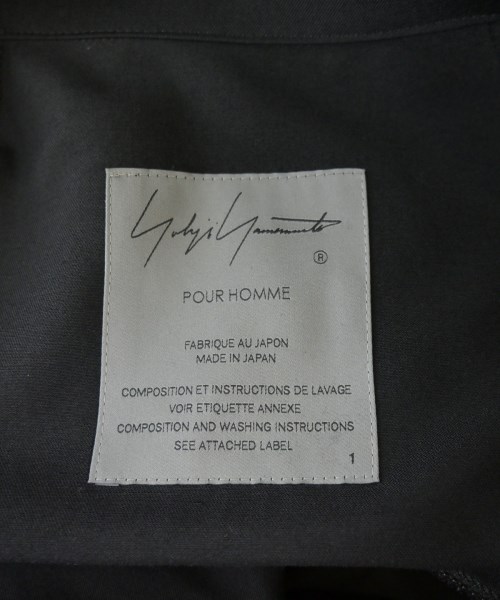 Yohji Yamamoto
®
POUR HOMME
FABRIQUE AU JAPON
MADE IN JAPAN
COMPOSITION ET INSTRUCTIONS DE LAVAGE
VOIR ETIQUETTE ANNEXE
COMPOSITION AND WASHING INSTRUCTIONS
SEE ATTACHED LABEL
1